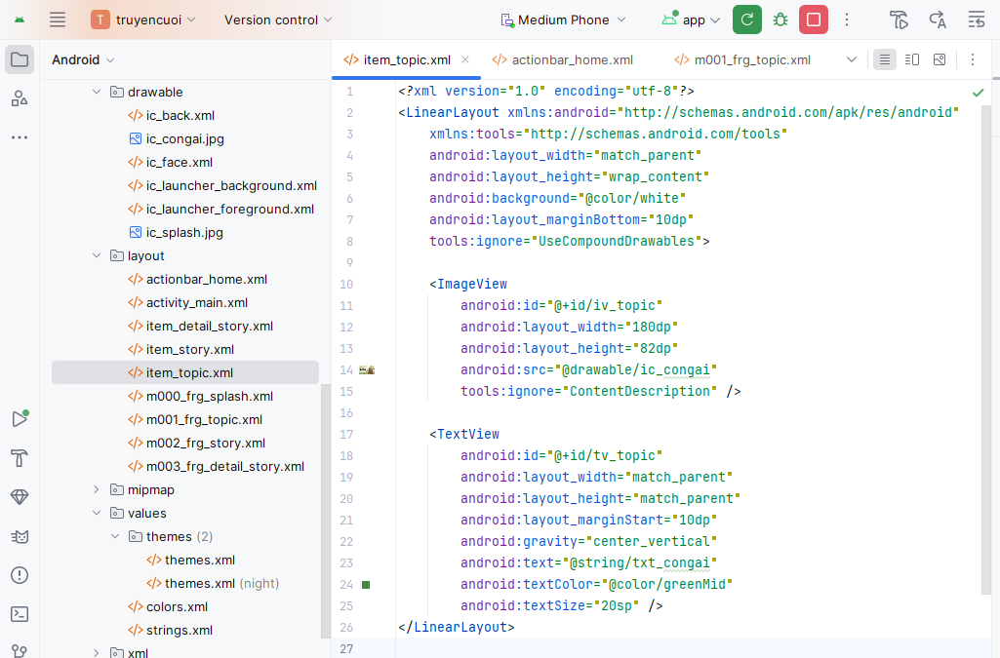 T truyencuoi Version control Medium Phone app
Android
item_topic.xml actionbar_home.xml m001_frg_topic.xml
drawable
ic_back.xml
ic_congai.jpg
ic_face.xml
ic_launcher_background.xml
ic_launcher_foreground.xml
ic_splash.jpg
layout
actionbar_home.xml
activity_main.xml
item_detail_story.xml
item_story.xml
item_topic.xml
m000_frg_splash.xml
m001_frg_topic.xml
m002_frg_story.xml
m003_frg_detail_story.xml
mipmap
values
themes (2)
themes.xml
themes.xml (night)
colors.xml
strings.xml
xml
1 <?xml version="1.0" encoding="utf-8"?>
2 <LinearLayout xmlns:android="http://schemas.android.com/apk/res/android"
3 xmlns:tools="http://schemas.android.com/tools"
4 android:layout_width="match_parent"
5 android:layout_height="wrap_content"
6 android:background="@color/white"
7 android:layout_marginBottom="10dp"
8 tools:ignore="UseCompoundDrawables">
9
10 <ImageView
11 android:id="@+id/iv_topic"
12 android:layout_width="180dp"
13 android:layout_height="82dp"
14 android:src="@drawable/ic_congai"
15 tools:ignore="ContentDescription" />
16
17 <TextView
18 android:id="@+id/tv_topic"
19 android:layout_width="match_parent"
20 android:layout_height="match_parent"
21 android:layout_marginStart="10dp"
22 android:gravity="center_vertical"
23 android:text="@string/txt_congai"
24 android:textColor="@color/greenMid"
25 android:textSize="20sp" />
26 </LinearLayout>
27